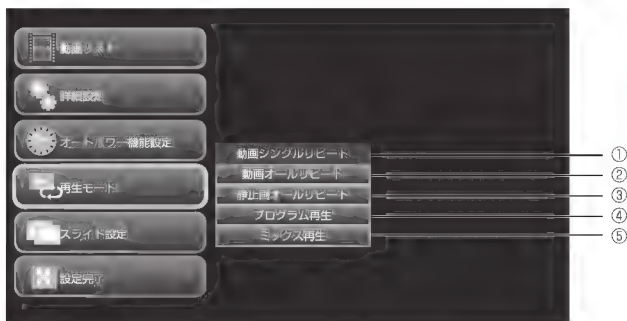 動画リスト
詳細設定
オートパワー機能設定
再生モード
スライド設定
設定完了
動画シングルリピート
動画オールリピート
静止画オールリピート
プログラム再生
ミックス再生
①
②
③
④
⑤